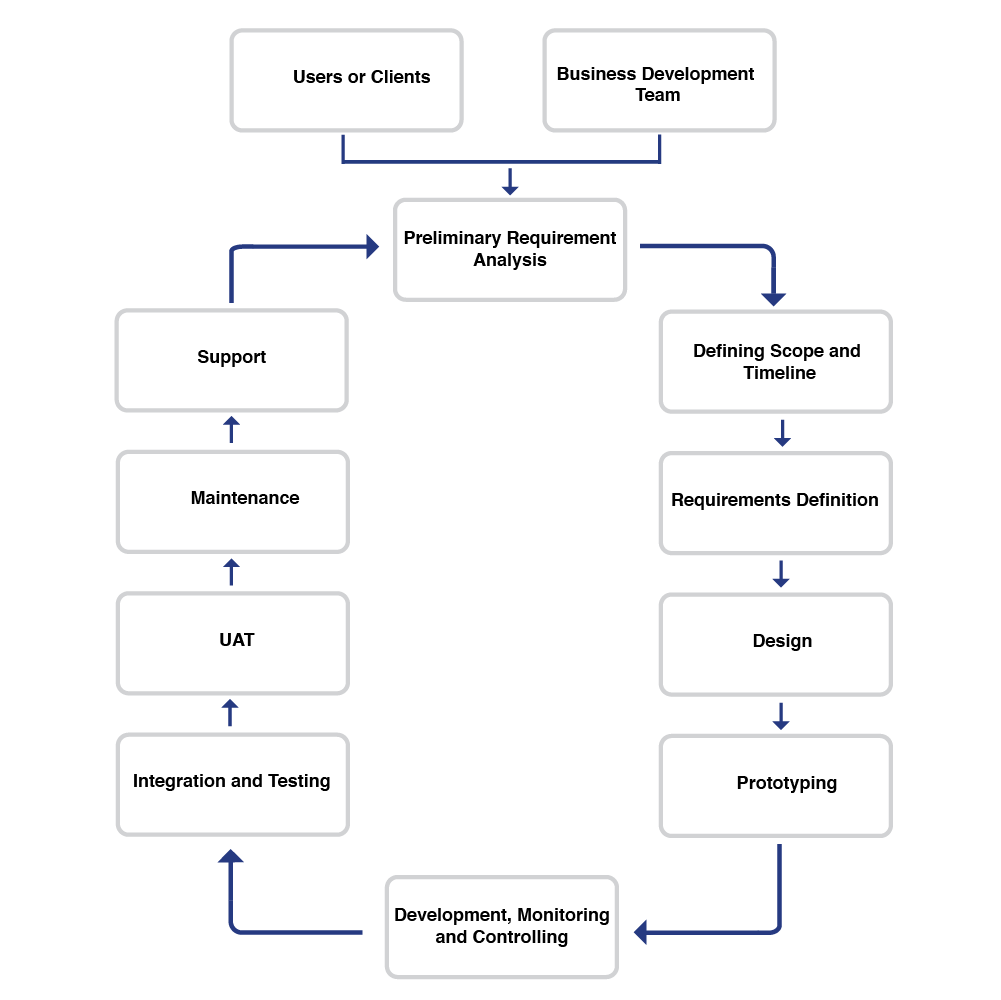 Users or Clients
Business Development
Team
Preliminary Requirement
Analysis
Support
Defining Scope and
Timeline
Maintenance
Requirements Definition
UAT
Design
Integration and Testing
Prototyping
Development, Monitoring
and Controlling